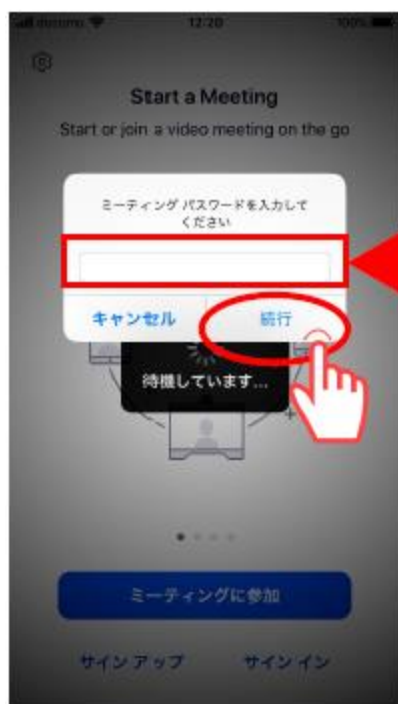 docomo
12:20
100%
Start a Meeting
Start or join a video meeting on the go
ミーティング パスワードを入力して
ください
キャンセル
続行
待機しています...
ミーティングに参加
サイン アップ
サイン イン